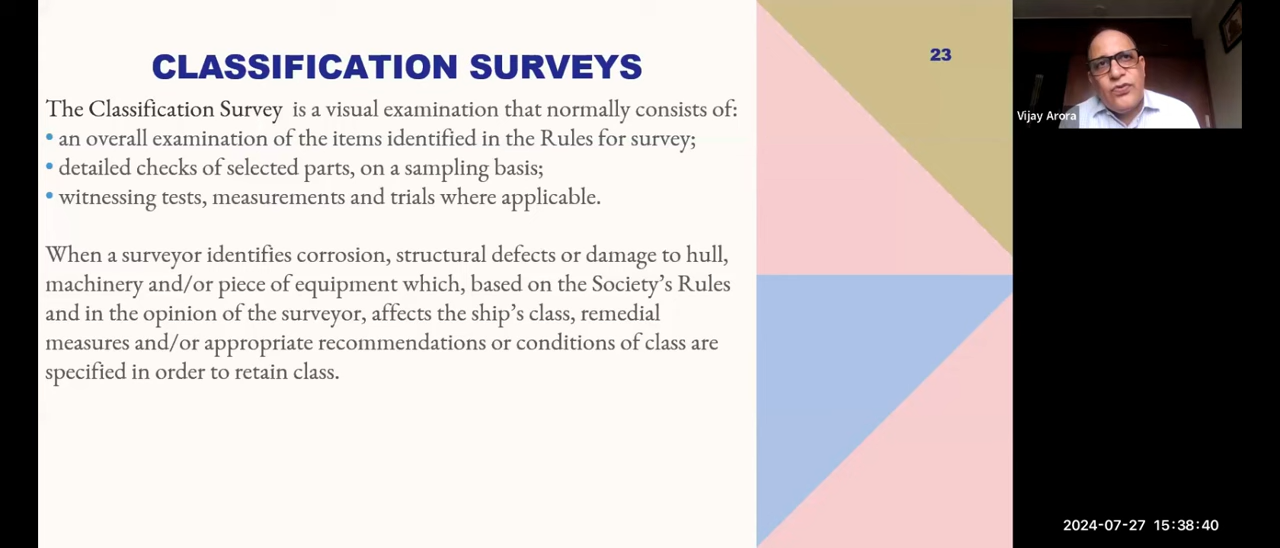 CLASSIFICATION SURVEYS
The Classification Survey is a visual examination that normally consists of:
• an overall examination of the items identified in the Rules for survey;
• detailed checks of selected parts, on a sampling basis;
• witnessing tests, measurements and trials where applicable.
When a surveyor identifies corrosion, structural defects or damage to hull,
machinery and/or piece of equipment which, based on the Society's Rules
and in the opinion of the surveyor, affects the ship's class, remedial
measures and/or appropriate recommendations or conditions of class are
specified in order to retain class.
23
Vijay Arora
2024-07-27 15:38:40